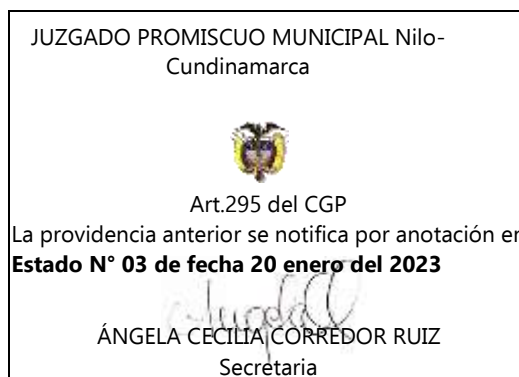 JUZGADO PROMISCUO MUNICIPAL Nilo-
Cundinamarca
Art.295 del CGP
La providencia anterior se notifica por anotación en
Estado N° 03 de fecha 20 enero del 2023
ÁNGELA CECILIA CORREDOR RUIZ
Secretaria